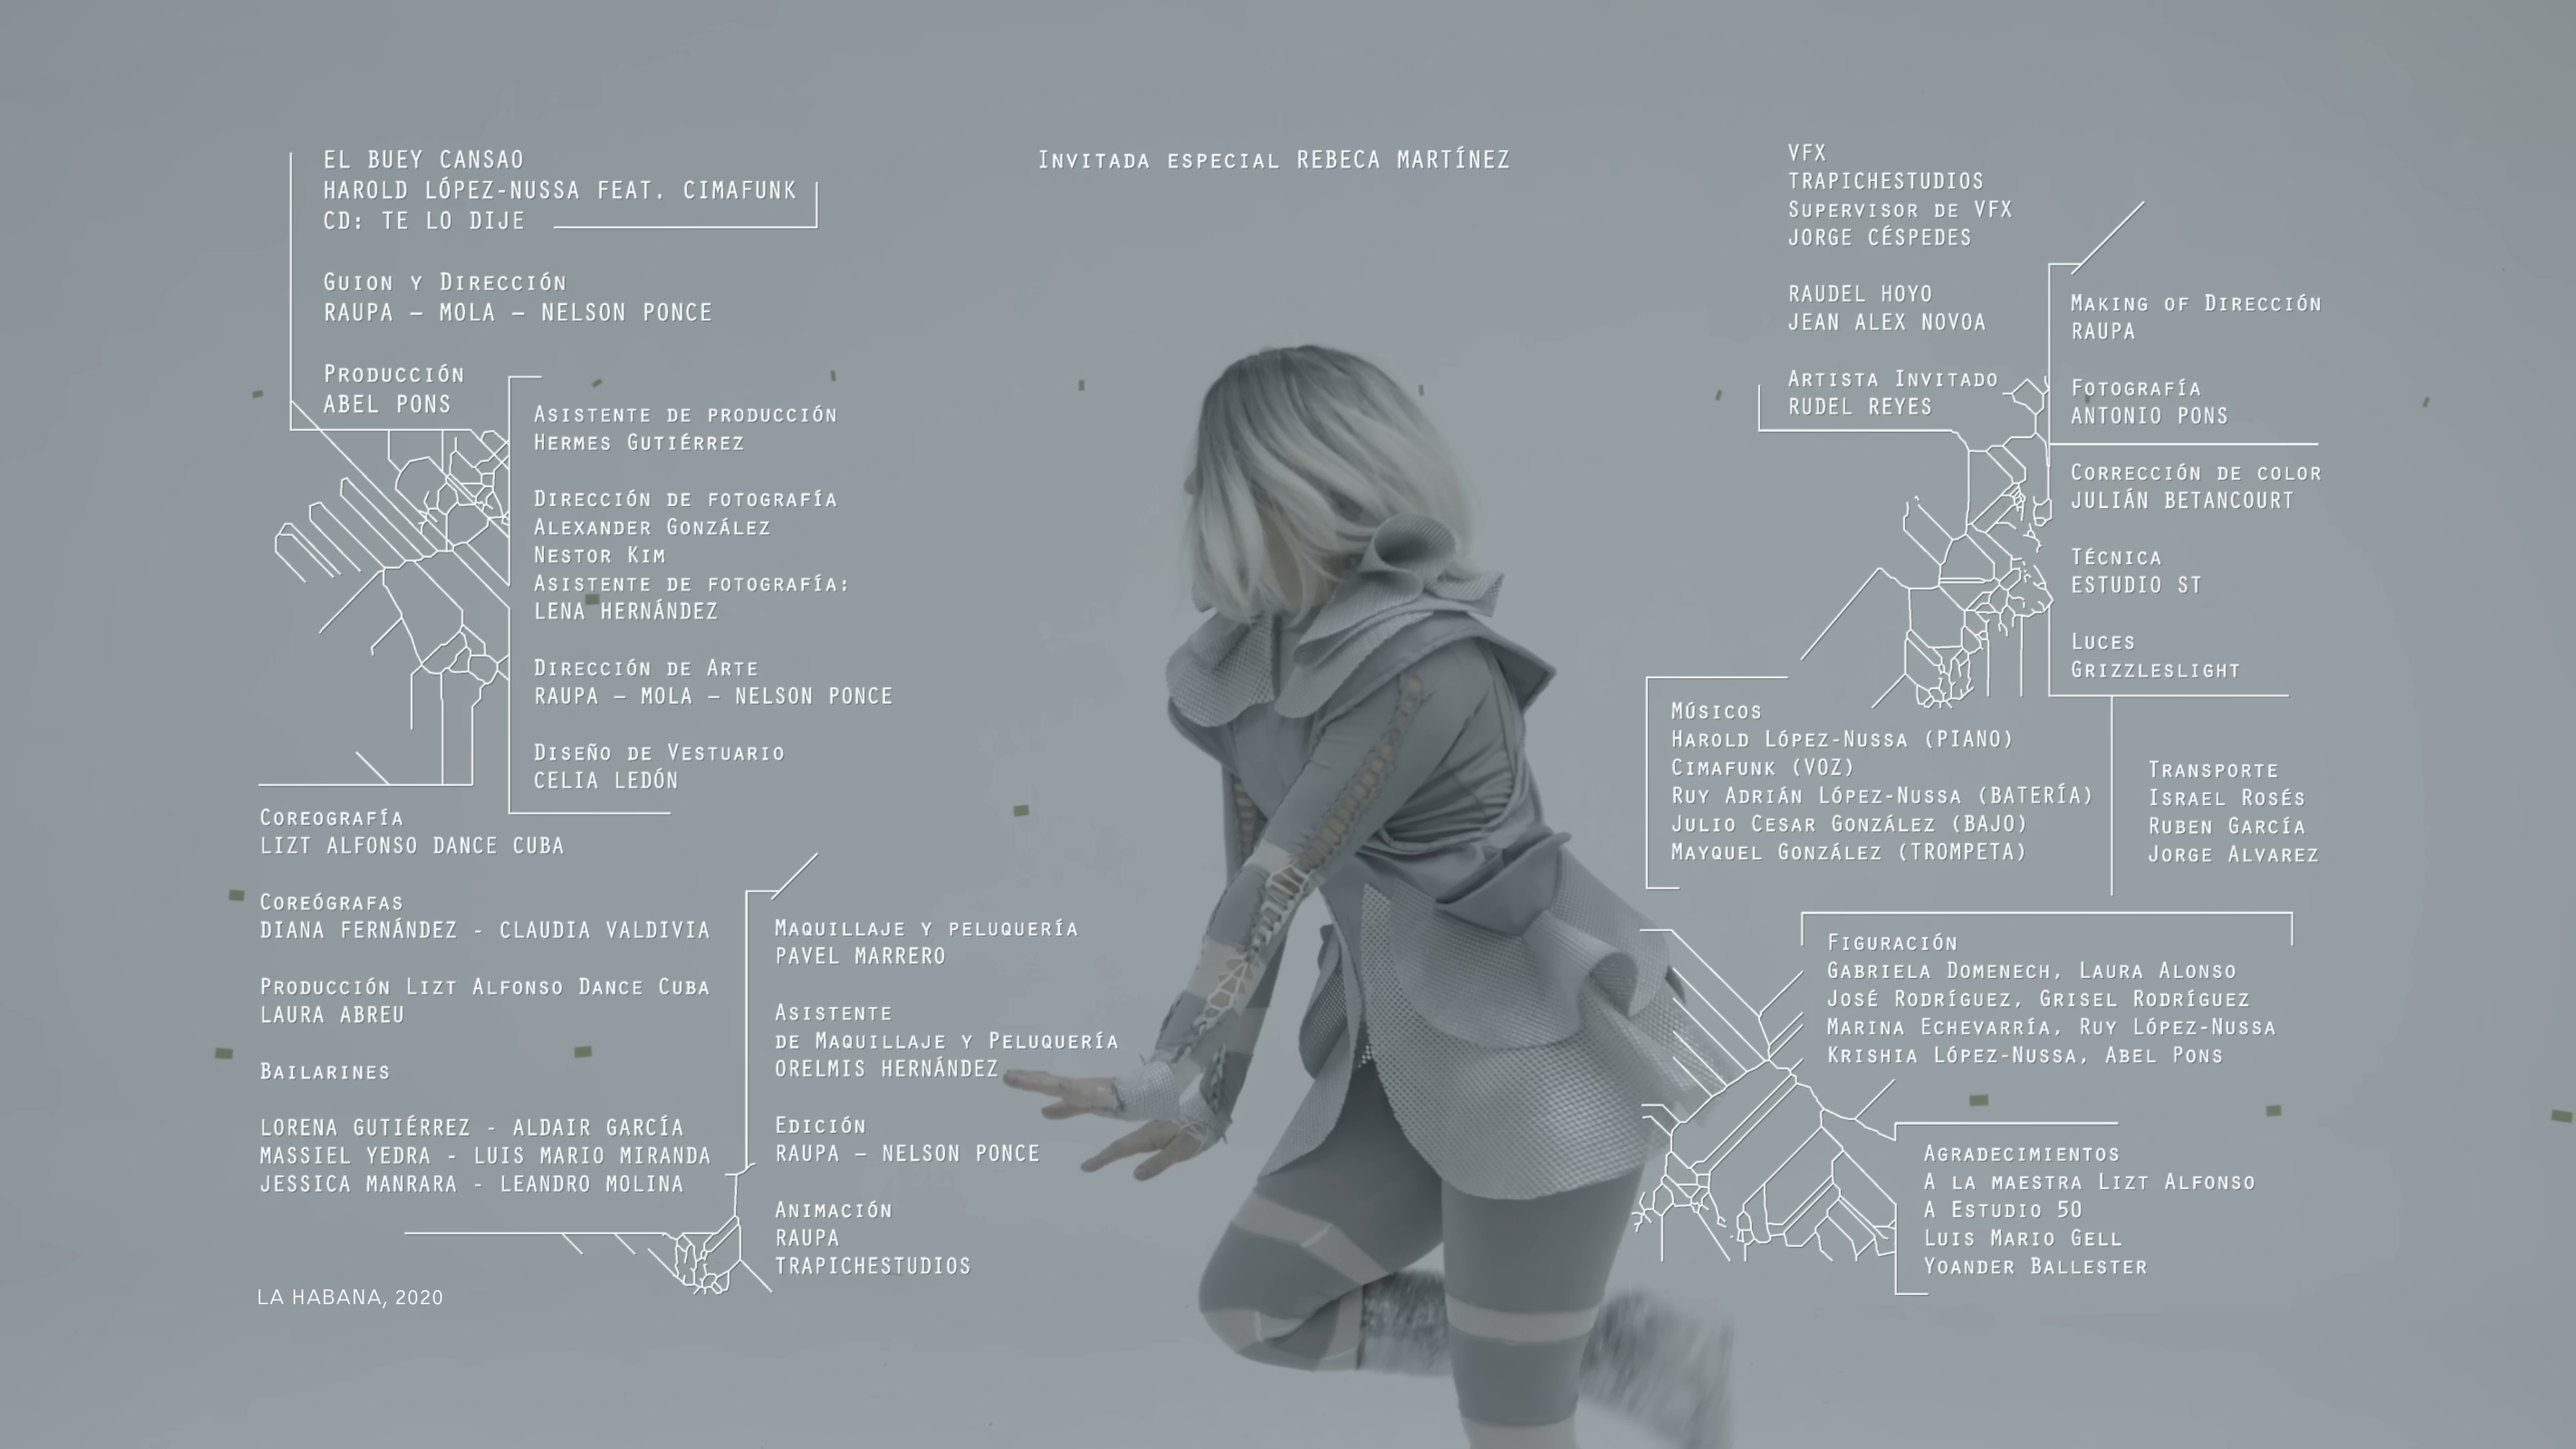 EL BUEY CANSAO
HAROLD LÓPEZ-NUSSA FEAT. CIMAFUNK
CD: TE LO DIJE
GUION Y DIRECCIÓN
RAUPA – MOLA – NELSON PONCE
PRODUCCIÓN
ABEL PONS
ASISTENTE DE PRODUCCIÓN
HERMES GUTIÉRREZ
DIRECCIÓN DE FOTOGRAFÍA
ALEXANDER GONZÁLEZ
NESTOR KIM
ASISTENTE DE FOTOGRAFÍA:
LENA HERNÁNDEZ
DIRECCIÓN DE ARTE
RAUPA – MOLA – NELSON PONCE
DISEÑO DE VESTUARIO
CELIA LEDÓN
COREOGRAFÍA
LIZT ALFONSO DANCE CUBA
COREÓGRAFAS
DIANA FERNÁNDEZ - CLAUDIA VALDIVIA
PRODUCCIÓN LIZT ALFONSO DANCE CUBA
LAURA ABREU
BAILARINES
LORENA GUTIÉRREZ - ALDAIR GARCÍA
MASSIEL YEDRA - LUIS MARIO MIRANDA
JESSICA MANRARA - LEANDRO MOLINA
LA HABANA, 2020
MAQUILLAJE Y PELUQUERÍA
PAVEL MARRERO
ASISTENTE
DE MAQUILLAJE Y PELUQUERÍA
ORELMIS HERNÁNDEZ
EDICIÓN
RAUPA – NELSON PONCE
ANIMACIÓN
RAUPA
TRAPICHESTUDIOS
INVITADA ESPECIAL REBECA MARTÍNEZ
VFX
TRAPICHESTUDIOS
SUPERVISOR DE VFX
JORGE CÉSPEDES
RAUDEL HOYO
JEAN ALEX NOVOA
ARTISTA INVITADO
RUDEL REYES
MAKING OF DIRECCIÓN
RAUPA
FOTOGRAFÍA
ANTONIO PONS
CORRECCIÓN DE COLOR
JULIÁN BETANCOURT
TÉCNICA
ESTUDIO ST
LUCES
GRIZZLESLIGHT
MÚSICOS
HAROLD LÓPEZ-NUSSA (PIANO)
CIMAFUNK (VOZ)
RUY ADRIÁN LÓPEZ-NUSSA (BATERÍA)
JULIO CESAR GONZÁLEZ (BAJO)
MAYQUEL GONZÁLEZ (TROMPETA)
TRANSPORTE
ISRAEL ROSÉS
RUBEN GARCÍA
JORGE ALVAREZ
FIGURACIÓN
GABRIELA DOMENECH, LAURA ALONSO
JOSÉ RODRÍGUEZ, GRISEL RODRÍGUEZ
MARINA ECHEVARRÍA, RUY LÓPEZ-NUSSA
KRISHIA LÓPEZ-NUSSA, ABEL PONS
AGRADECIMIENTOS
A LA MAESTRA LIZT ALFONSO
A ESTUDIO 50
LUIS MARIO GELL
YOANDER BALLESTER